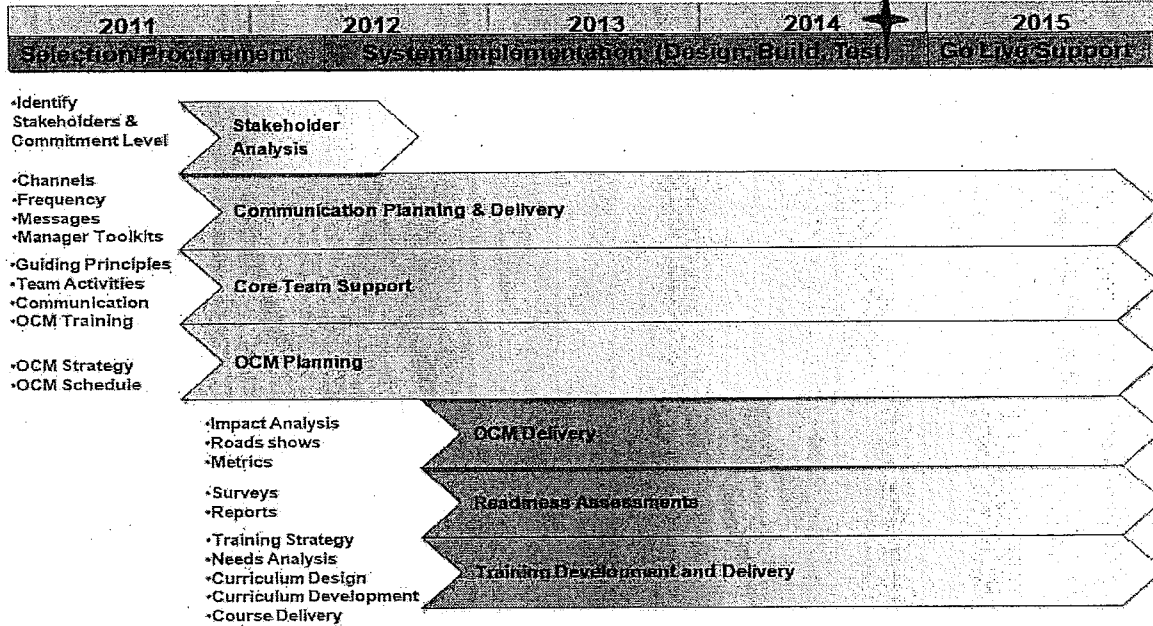 2011 2012 2013 2014 2015
Selection/Procurement System Implementation (Design, Build, Test) Go Live Support
•Identify
Stakeholders &
Commitment Level
Stakeholder
Analysis
•Channels
•Frequency
•Messages
•Manager Toolkits
Communication Planning & Delivery
•Guiding Principles
•Team Activities
•Communication
•OCM Training
Core Team Support
•OCM Strategy
•OCM Schedule
OCM Planning
•Impact Analysis
•Roads shows
•Metrics
OCM Delivery
•Surveys
•Reports
Readiness Assessments
•Training Strategy
•Needs Analysis
•Curriculum Design
•Curriculum Development
•Course Delivery
Training Development and Delivery